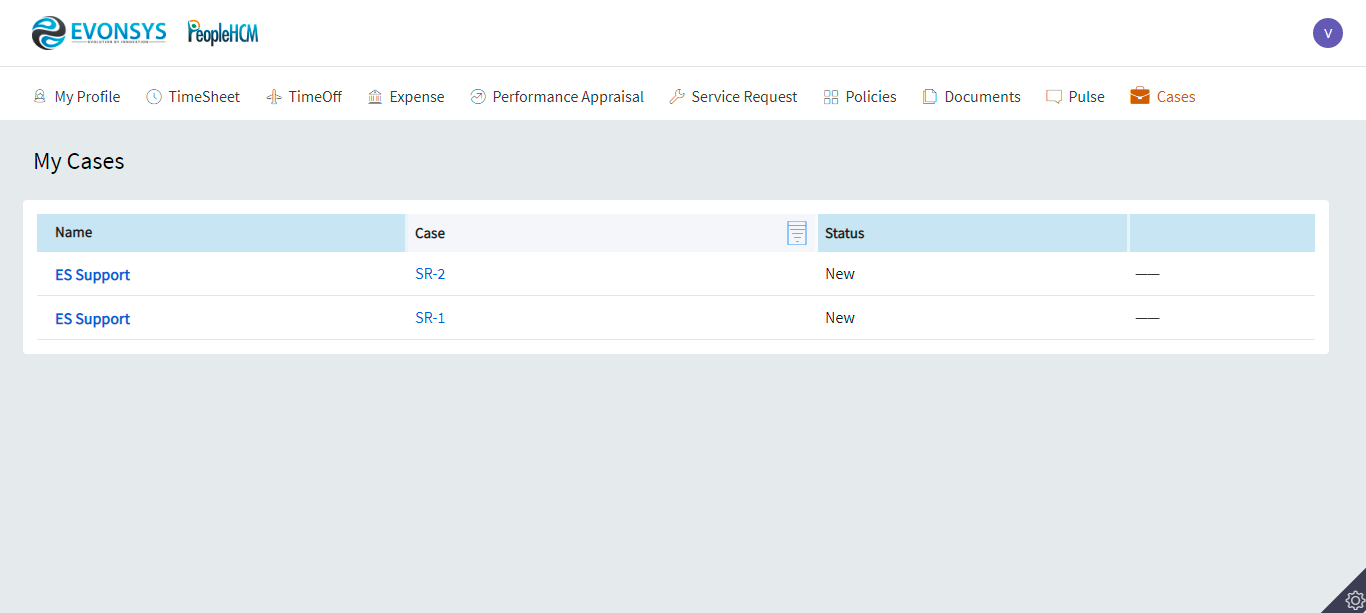 EVONSYS PeopleHCM
EVOLUTION BY INNOVATION
V
My Profile TimeSheet TimeOff Expense Performance Appraisal Service Request Policies Documents Pulse Cases
My Cases
Name Case Status
ES Support SR-2 New ——
ES Support SR-1 New ——